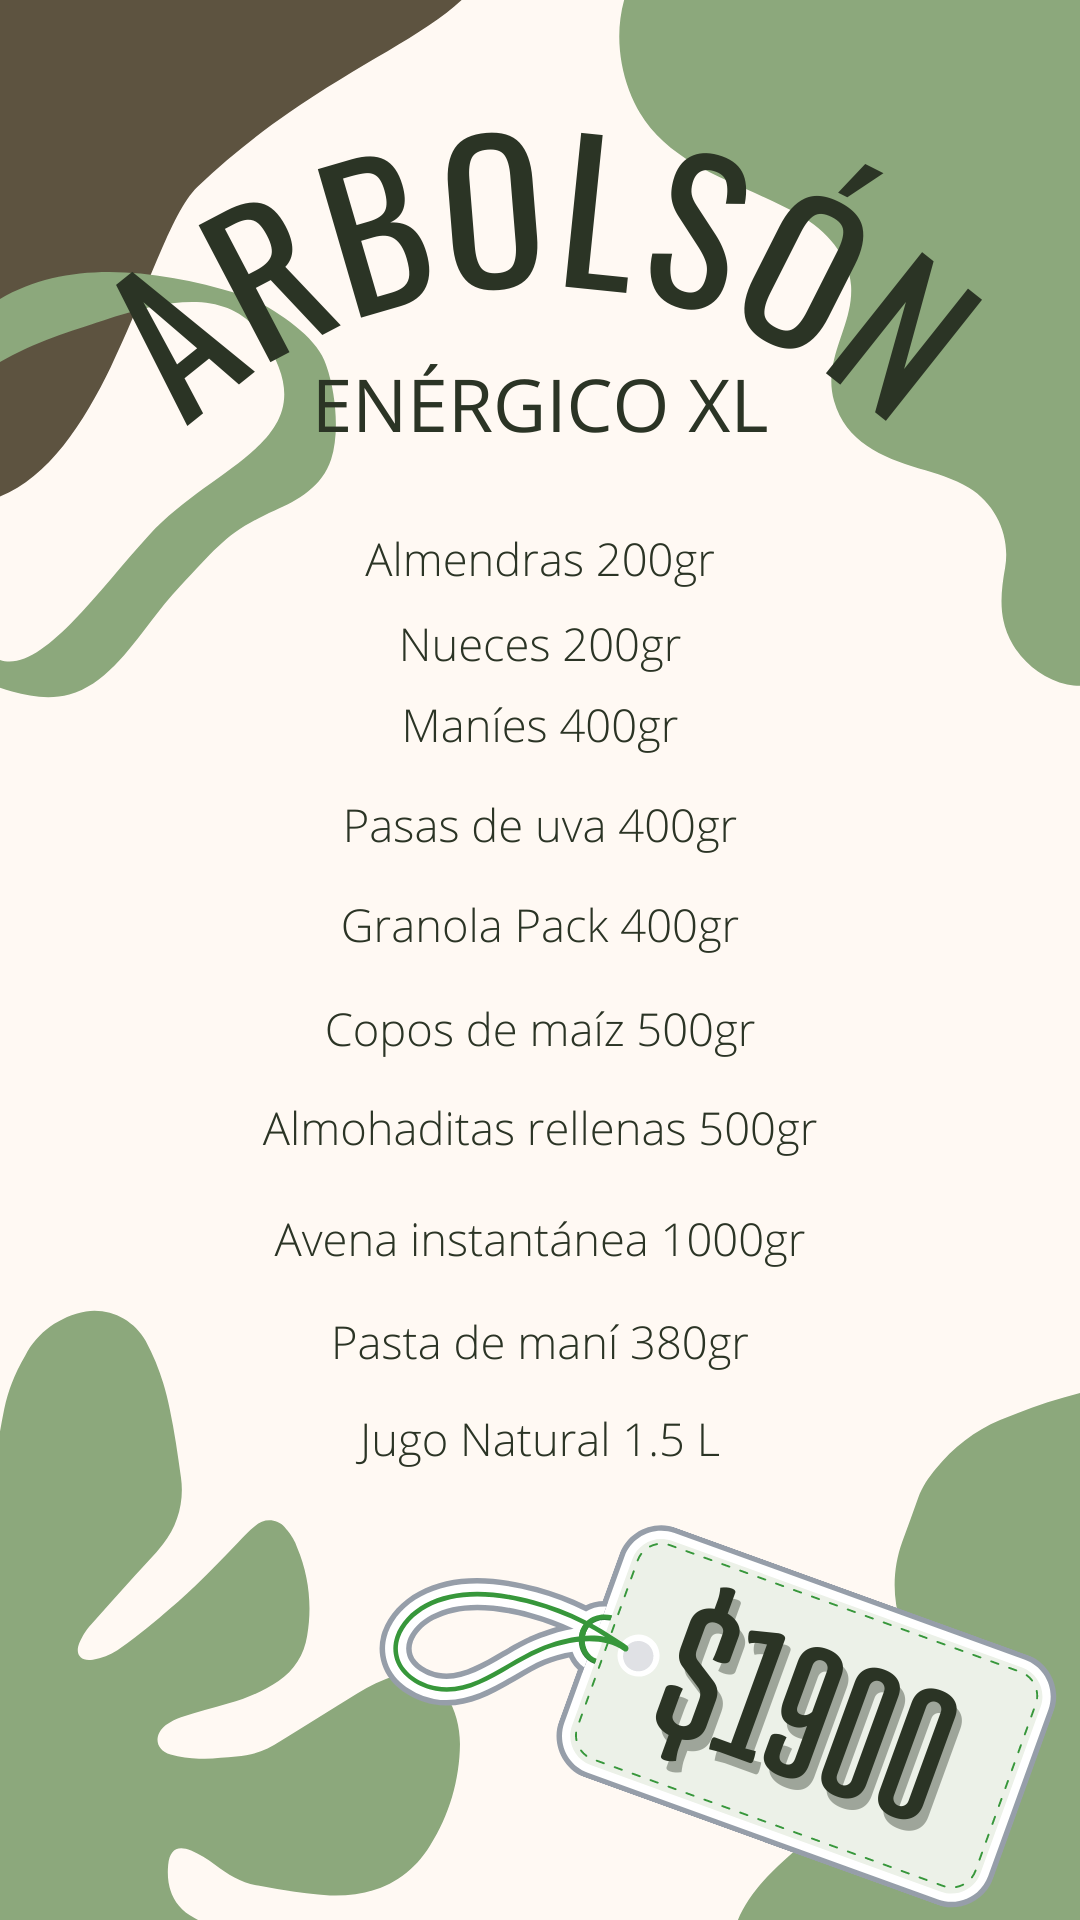 ARBOLSÓN
ENÉRGICO XL
Almendras 200gr
Nueces 200gr
Maníes 400gr
Pasas de uva 400gr
Granola Pack 400gr
Copos de maíz 500gr
Almohaditas rellenas 500gr
Avena instantánea 1000gr
Pasta de maní 380gr
Jugo Natural 1.5 L
$1900